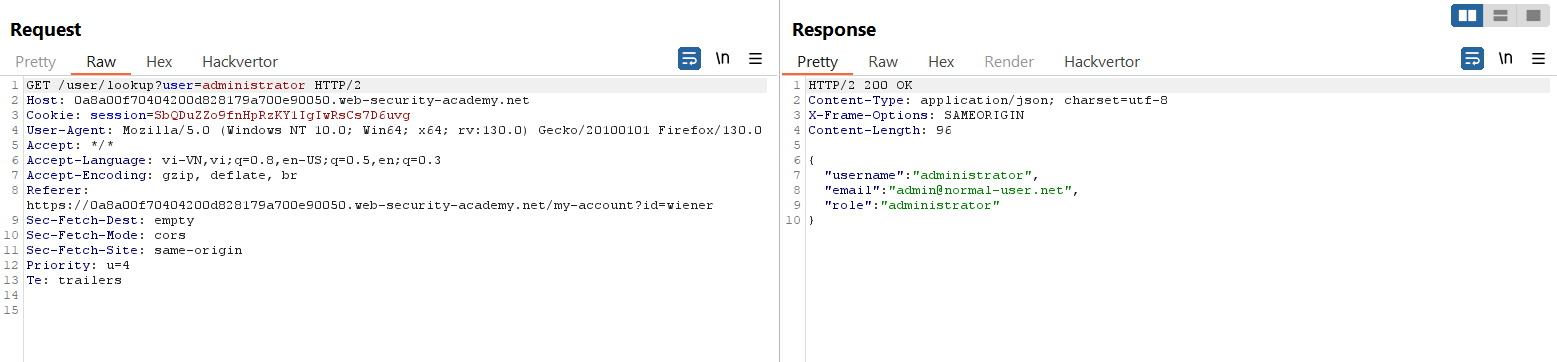 Request
Pretty Raw Hex Hackvertor
\n
1 GET /user/lookup?user=administrator HTTP/2
2 Host: 0a8a00f70404200d828179a700e90050.web-security-academy.net
3 Cookie: session=SbQDuZZo9fnHpRzKY1IgIwRsCs7D6uvg
4 User-Agent: Mozilla/5.0 (Windows NT 10.0; Win64; x64; rv:130.0) Gecko/20100101 Firefox/130.0
5 Accept: */*
6 Accept-Language: vi-VN,vi;q=0.8,en-US;q=0.5,en;q=0.3
7 Accept-Encoding: gzip, deflate, br
8 Referer:
https://0a8a00f70404200d828179a700e90050.web-security-academy.net/my-account?id=wiener
9 Sec-Fetch-Dest: empty
10 Sec-Fetch-Mode: cors
11 Sec-Fetch-Site: same-origin
12 Priority: u=4
13 Te: trailers
14
15
Response
Pretty Raw Hex Render Hackvertor
\n
1 HTTP/2 200 OK
2 Content-Type: application/json; charset=utf-8
3 X-Frame-Options: SAMEORIGIN
4 Content-Length: 96
5
6 {
7 "username":"administrator",
8 "email":"admin@normal-user.net",
9 "role":"administrator"
10 }